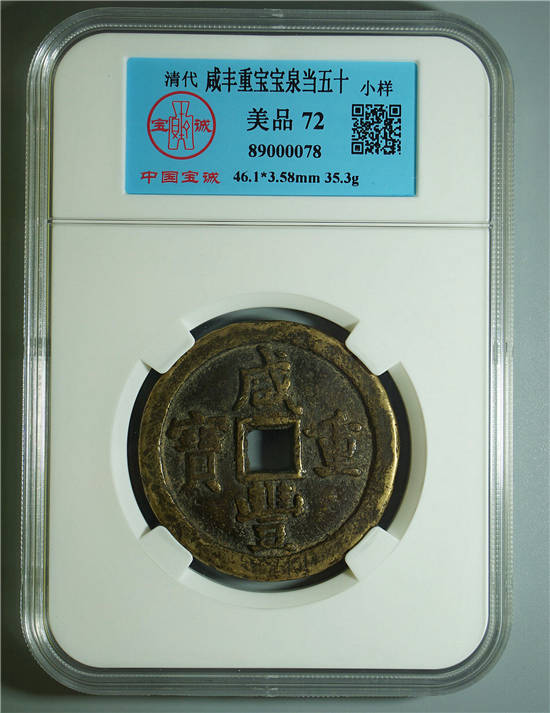 清代 咸丰重宝宝泉当五十 小样
宝 诚
美品 72
89000078
中国宝诚 46.1*3.58mm 35.3g
咸
寶 重
豐